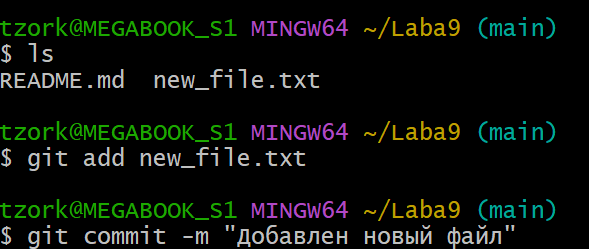 tzork@MEGABOOK_S1 MINGW64 ~/Laba9 (main)
$ ls
README.md  new_file.txt
tzork@MEGABOOK_S1 MINGW64 ~/Laba9 (main)
$ git add new_file.txt
tzork@MEGABOOK_S1 MINGW64 ~/Laba9 (main)
$ git commit -m "Добавлен новый файл"